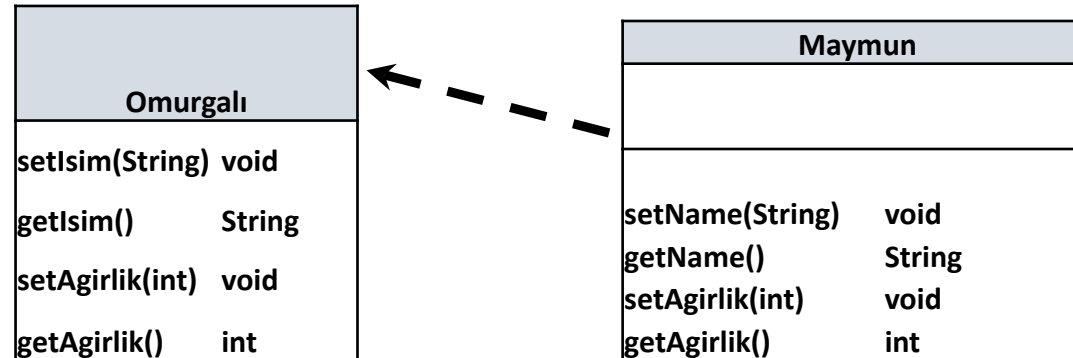 Omurgalı
setIsim(String) void
getIsim() String
setAgirlik(int) void
getAgirlik() int
Maymun
setName(String) void
getName() String
setAgirlik(int) void
getAgirlik() int